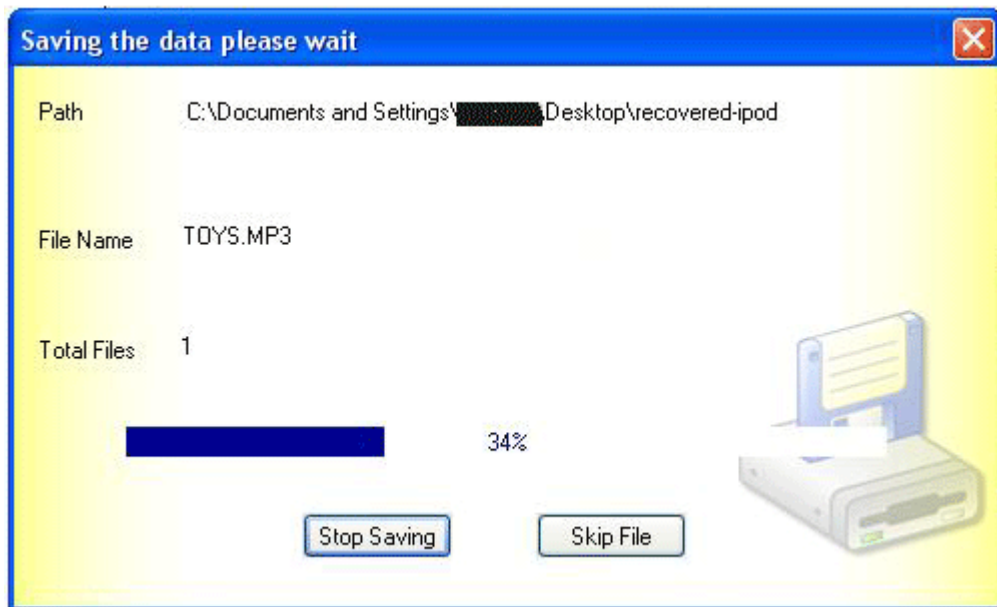 Saving the data please wait
Path C:\Documents and Settings\ \Desktop\recovered-ipod
File Name TOYS.MP3
Total Files 1
34%
Stop Saving Skip File